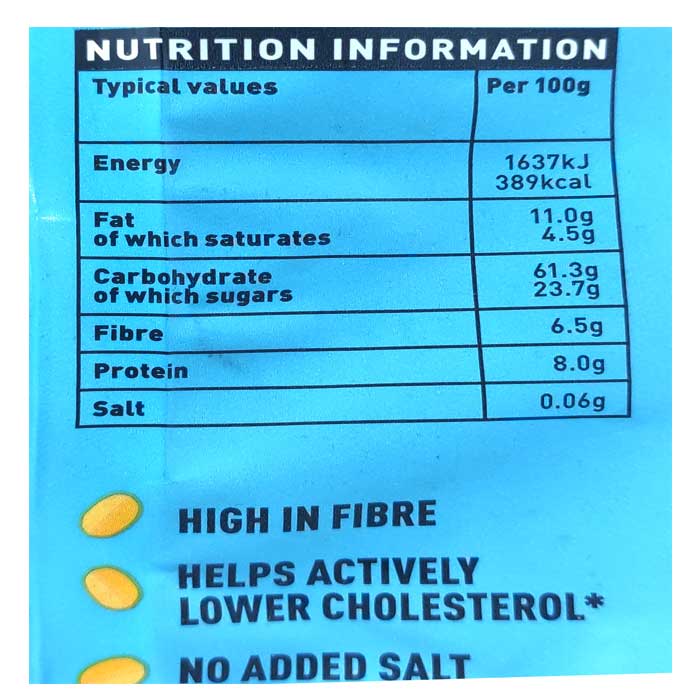 NUTRITION INFORMATION
Typical values Per 100g
Energy 1637kJ
389kcal
Fat 11.0g
of which saturates 4.5g
Carbohydrate 61.3g
of which sugars 23.7g
Fibre 6.5g
Protein 8.0g
Salt 0.06g
HIGH IN FIBRE
HELPS ACTIVELY
LOWER CHOLESTEROL*
NO ADDED SALT